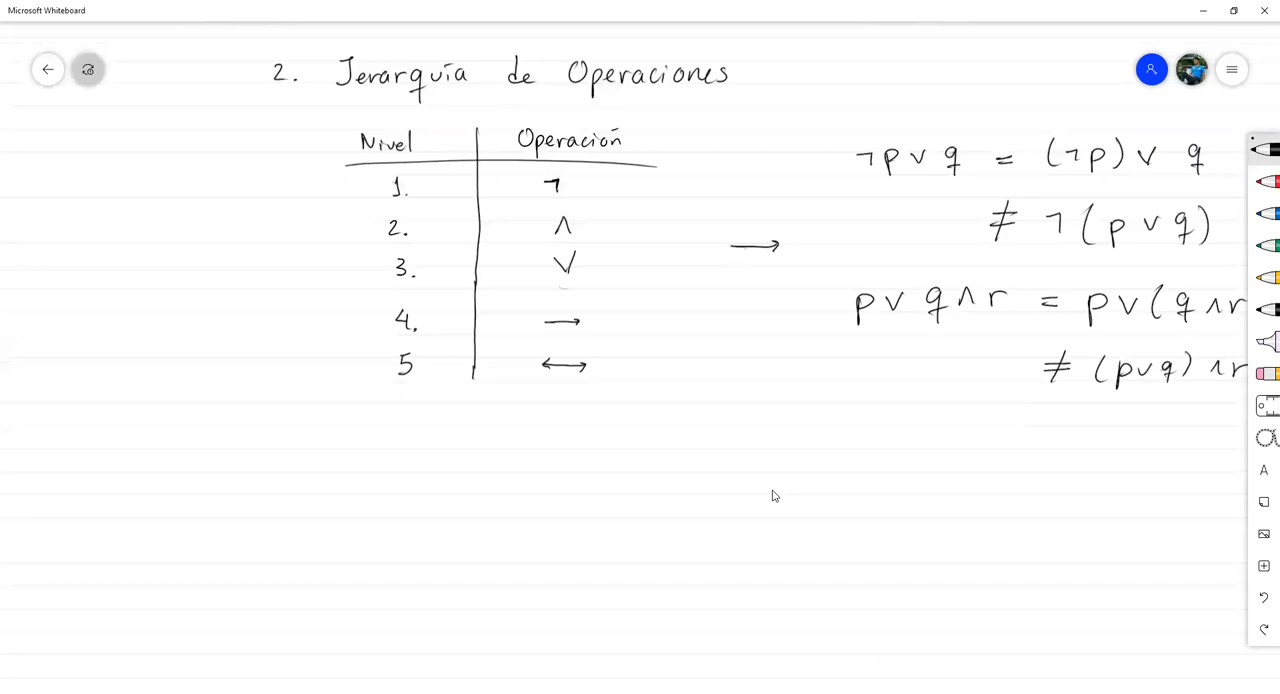 Microsoft Whiteboard
2. Jerarquía de Operaciones
Nivel Operación
1. ¬
2. ∧
3. ∨
4. →
5 ↔
→
¬p ∨ q = (¬p) ∨ q
≠ ¬(p ∨ q)
p ∨ q ∧ r = p ∨ (q ∧ r
≠ (p ∨ q) ∧ r
A